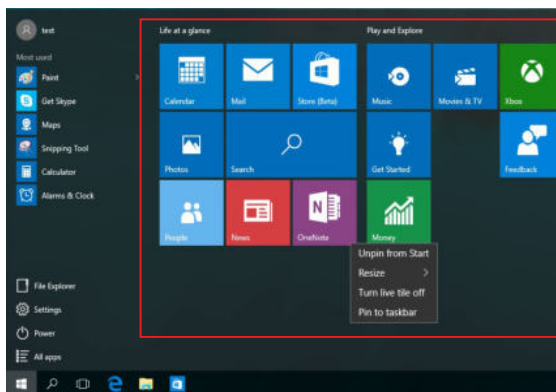 test
Most used
Paint
Get Skype
Maps
Snipping Tool
Calculator
Alarms & Clock
File Explorer
Settings
Power
All apps
Life at a glance
Calendar
Mail
Store (Beta)
Photos
Search
People
News
OneNote
Play and Explore
Music
Movies & TV
Xbox
Get Started
Feedback
Money
Unpin from Start
Resize
Turn live tile off
Pin to taskbar